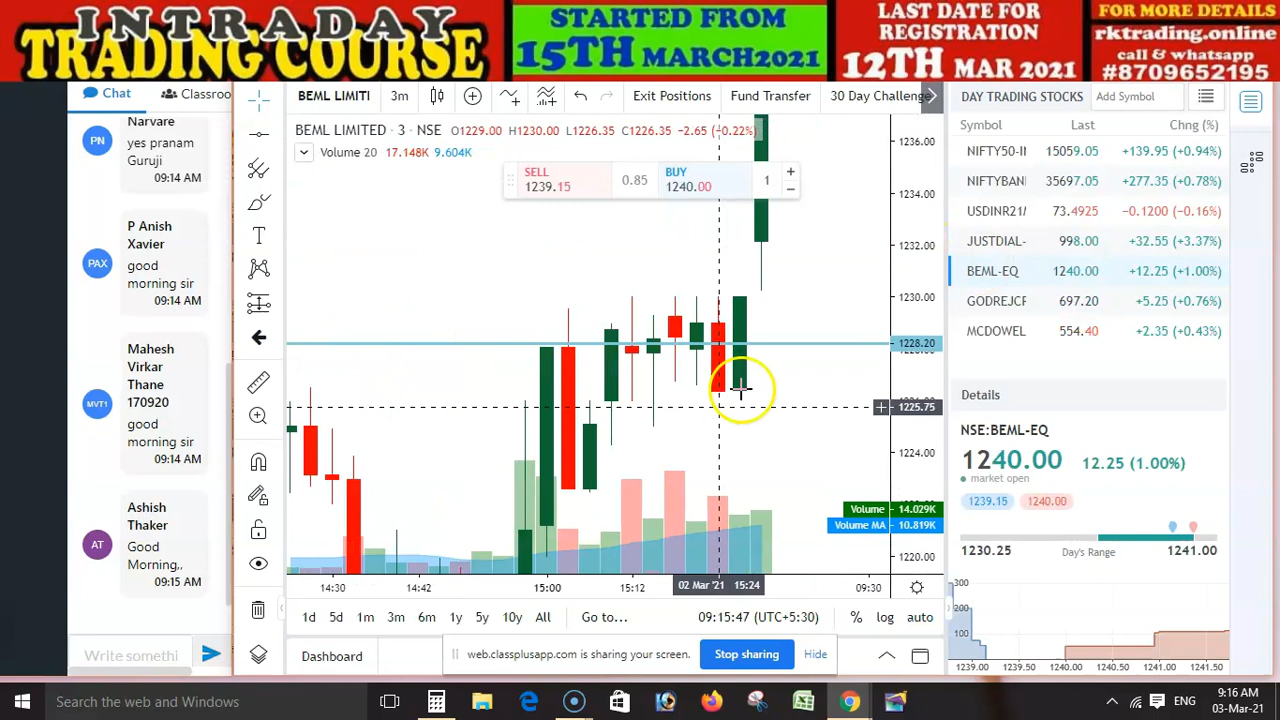 INTRADAY
TRADING COURSE
STARTED FROM
15TH MARCH2021
LAST DATE FOR
REGISTRATION
12TH MAR 2021
FOR MORE DETAILS
rktrading.online
call & whatsapp
#8709652195
Chat
Classroo
PN
Narvare
yes pranam
Guruji
09:14 AM
PAX
P Anish
Xavier
good
morning sir
09:14 AM
MVT1
Mahesh
Virkar
Thane
170920
good
morning sir
09:14 AM
AT
Ashish
Thaker
Good
Morning,,
09:15 AM
Write somethi
BEML LIMITI
3m
Exit Positions
Fund Transfer
30 Day Challenge
BEML LIMITED · 3 · NSE O1229.00 H1230.00 L1226.35 C1226.35 −2.65 (−0.22%)
Volume 20 17.148K 9.604K
SELL
1239.15
0.85
BUY
1240.00
1
1236.00
1234.00
1232.00
1230.00
1228.20
1225.75
1224.00
Volume 14.029K
Volume MA 10.819K
1220.00
14:30
14:42
15:00
15:12
02 Mar '21 15:24
09:30
1d 5d 1m 3m 6m 1y 5y 10y All
Go to...
09:15:47 (UTC+5:30)
% log auto
Dashboard
web.classplusapp.com is sharing your screen.
Stop sharing
Hide
DAY TRADING STOCKS
Add Symbol
Symbol Last Chng (%)
NIFTY50-II 15059.05 +139.95 (+0.94%)
NIFTYBAN 35697.05 +277.35 (+0.78%)
USDINR21/ 73.4925 −0.1200 (−0.16%)
JUSTDIAL- 998.00 +32.55 (+3.37%)
BEML-EQ 1240.00 +12.25 (+1.00%)
GODREJCF 697.20 +5.25 (+0.76%)
MCDOWEL 554.40 +2.35 (+0.43%)
Details
NSE:BEML-EQ
1240.00 12.25 (1.00%)
market open
1239.15
1240.00
1230.25
Day's Range
1241.00
300
200
100
1239.00 1239.50 1240.00 1240.50 1241.00 1241.50
Search the web and Windows
ENG
9:16 AM
03-Mar-21